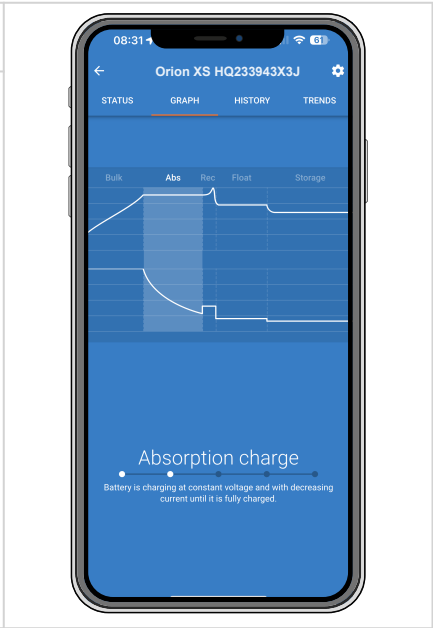 08:31
61
Orion XS HQ233943X3J
STATUS GRAPH HISTORY TRENDS
Bulk Abs Rec Float Storage
Absorption charge
Battery is charging at constant voltage and with decreasing
current until it is fully charged.